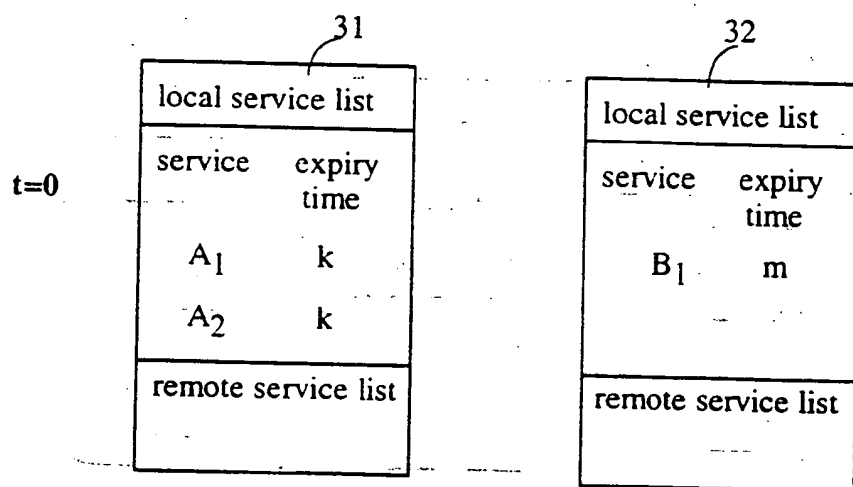 31
local service list
service expiry
time
A1 k
A2 k
remote service list
t=0
32
local service list
service expiry
time
B1 m
remote service list